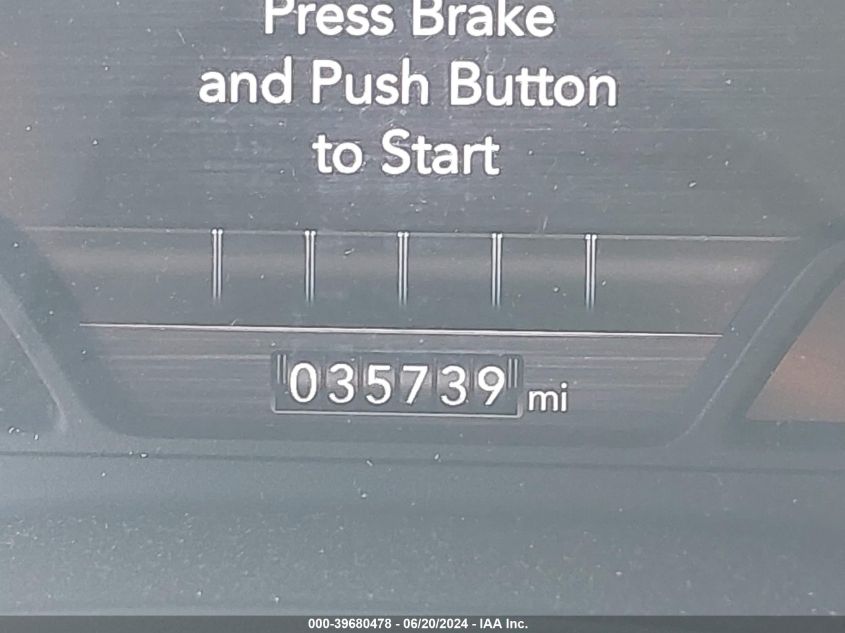 Press Brake
and Push Button
to Start
035739 mi
000-39680478 - 06/20/2024 - IAA Inc.